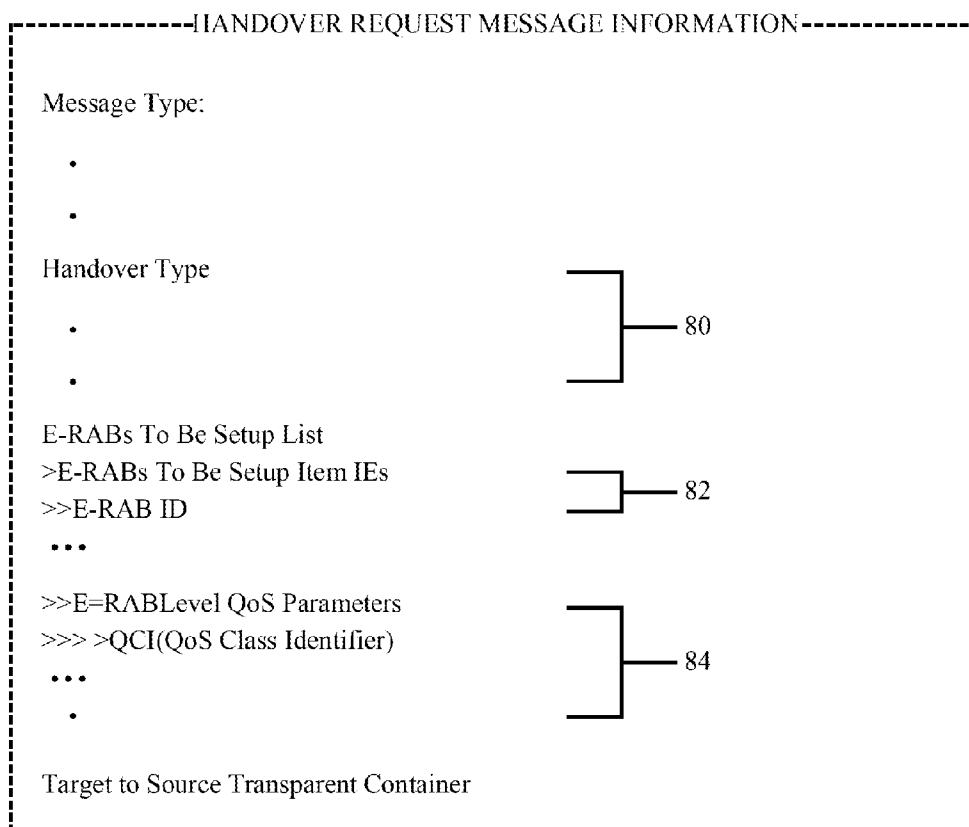 HANDOVER REQUEST MESSAGE INFORMATION
Message Type:
•
•
Handover Type
•
•
80
E-RABs To Be Setup List
>E-RABs To Be Setup Item IEs
82
>>E-RAB ID
•••
>>E=RABLevel QoS Parameters
>>> >QCI(QoS Class Identifier)
84
•••
•
Target to Source Transparent Container